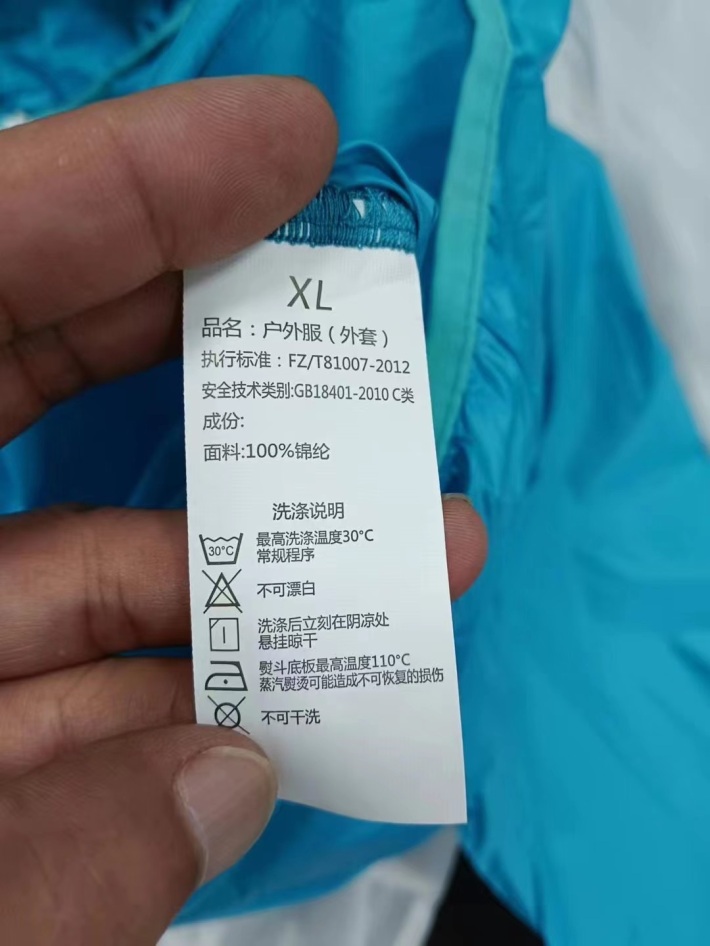 XL
品名：户外服（外套）
执行标准：FZ/T81007-2012
安全技术类别:GB18401-2010 C类
成份:
面料:100%锦纶
洗涤说明
30°C
最高洗涤温度30°C
常规程序
不可漂白
洗涤后立刻在阴凉处
悬挂晾干
熨斗底板最高温度110°C
蒸汽熨烫可能造成不可恢复的损伤
不可干洗